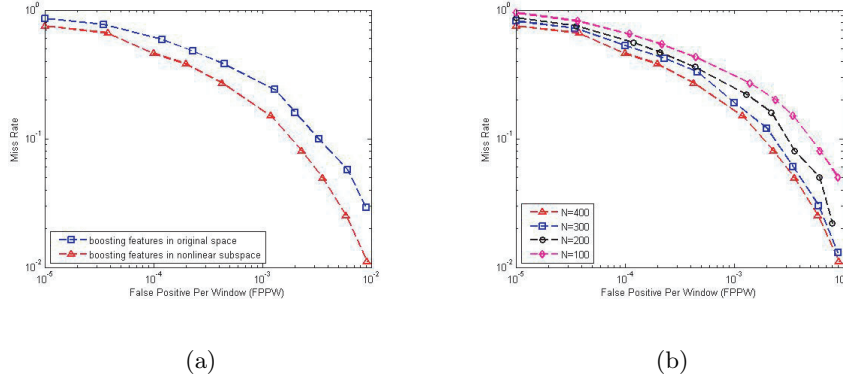 10^0
10^-1
10^-2
Miss Rate
boosting features in original space
boosting features in nonlinear subspace
10^-5
10^-4
10^-3
10^-2
False Positive Per Window (FPPW)
(a)
10^0
10^-1
10^-2
Miss Rate
N=400
N=300
N=200
N=100
10^-5
10^-4
10^-3
False Positive Per Window (FPPW)
(b)